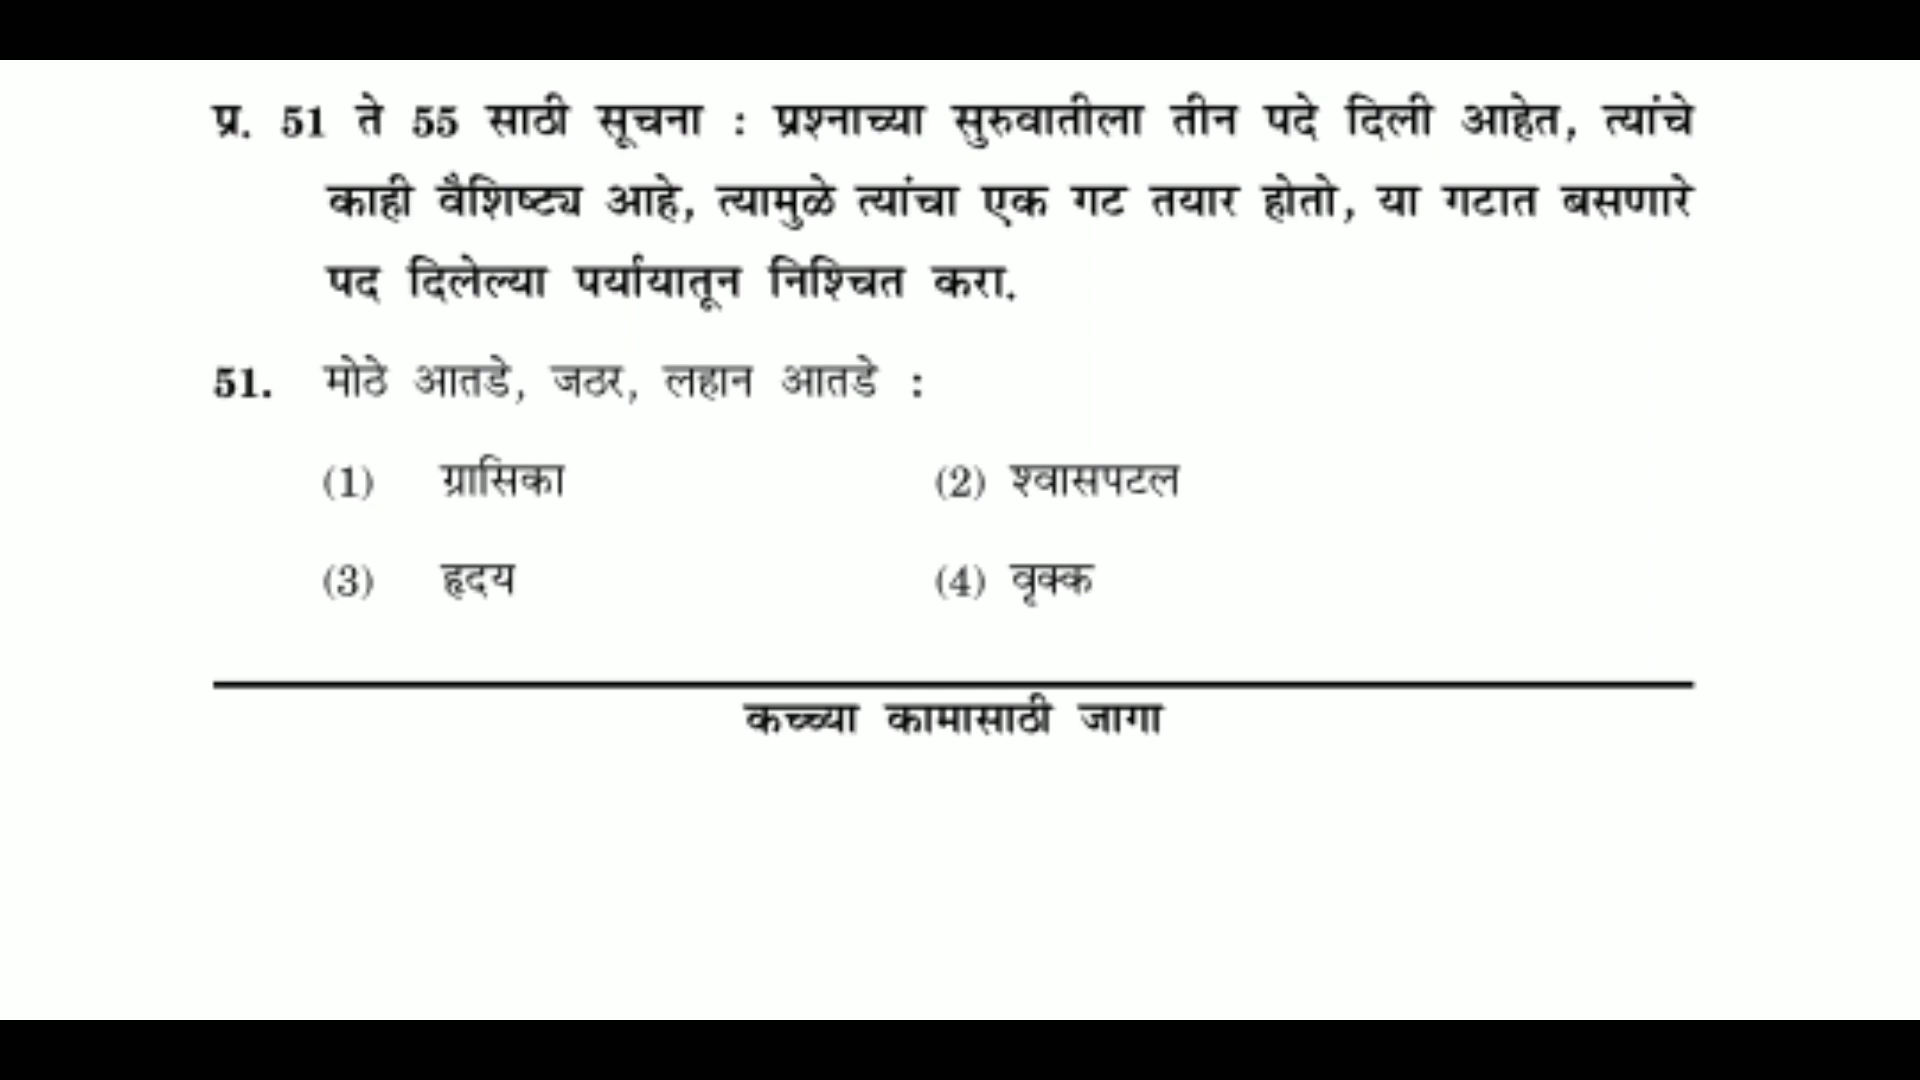 प्र. 51 ते 55 साठी सूचना : प्रश्नाच्या सुरुवातीला तीन पदे दिली आहेत, त्यांचे
काही वैशिष्ट्य आहे, त्यामुळे त्यांचा एक गट तयार होतो, या गटात बसणारे
पद दिलेल्या पर्यायातून निश्चित करा.
51. मोठे आतडे, जठर, लहान आतडे :
(1) ग्रासिका (2) श्वासपटल
(3) हृदय (4) वृक्क
कच्च्या कामासाठी जागा